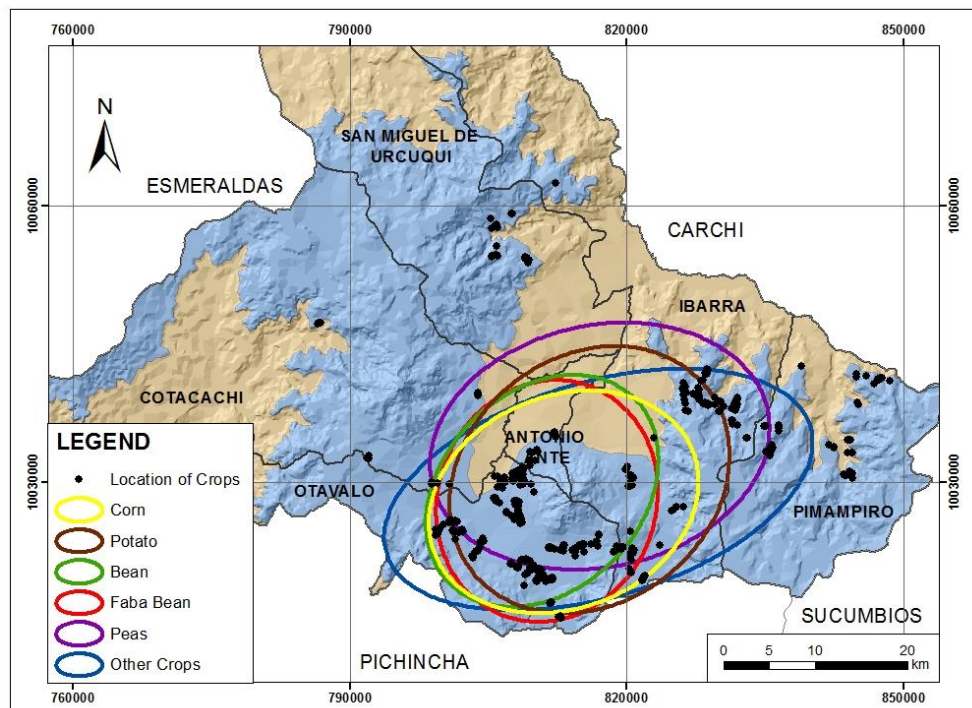 760000 790000 820000 850000
N
SAN MIGUEL DE
URCUQUI
ESMERALDAS
10060000
10060000
CARCHI
IBARRA
COTACACHI
LEGEND
Location of Crops
Corn
Potato
Bean
Faba Bean
Peas
Other Crops
ANTONIO
NTE
OTAVALO
10030000
10030000
PIMAMPIRO
SUCUMBIOS
PICHINCHA
0 5 10 20
km
760000 790000 820000 850000